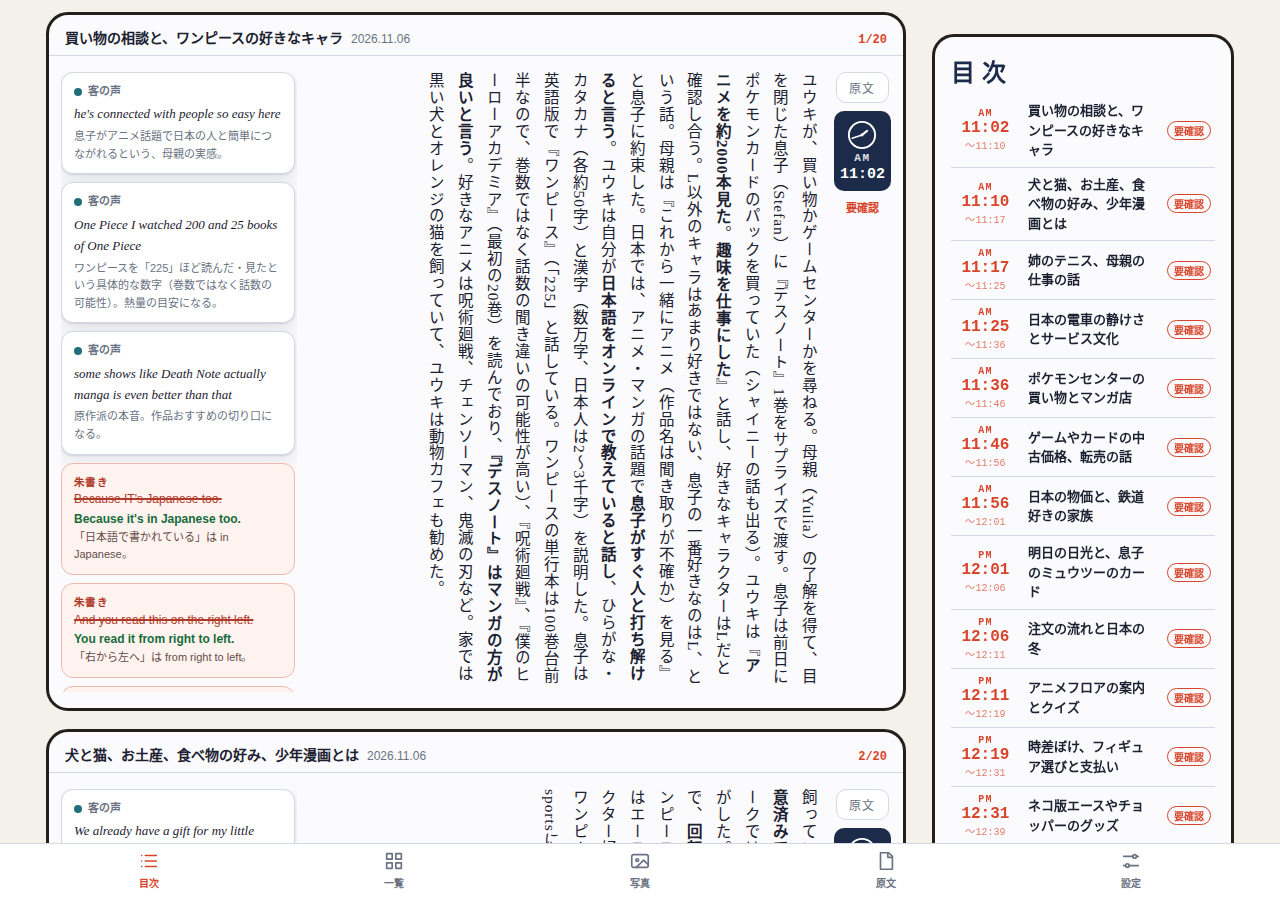 買い物の相談と、ワンピースの好きなキャラ 2026.11.06 1/20
原文
AM
11:02
要確認
ユウキが、買い物かゲームセンターかを尋ねる。母親（Yulia）の了解を得て、目
を閉じた息子（Stefan）に『デスノート』1巻をサプライズで渡す。息子は前日に
ポケモンカードのパックを買っていた（シャイニーの話も出る）。ユウキは『ア
ニメを約2000本見た。趣味を仕事にした』と話し、好きなキャラクターはLだと
確認し合う。L以外のキャラはあまり好きではない、息子の一番好きなのはL、と
いう話。母親は『これから一緒にアニメ（作品名は聞き取りが不確か）を見る』
と息子に約束した。日本では、アニメ・マンガの話題で息子がすぐ人と打ち解け
ると言う。ユウキは自分が日本語をオンラインで教えていると話し、ひらがな・
カタカナ（各約50字）と漢字（数万字、日本人は2〜3千字）を説明した。息子は
英語版で『ワンピース』（「225」と話している。ワンピースの単行本は100巻台前
半なので、巻数ではなく話数の聞き違いの可能性が高い）、『呪術廻戦』、『僕のヒ
ーローアカデミア』（最初の20巻）を読んでおり、『デスノート』はマンガの方が
良いと言う。好きなアニメは呪術廻戦、チェンソーマン、鬼滅の刃など。家では
黒い犬とオレンジの猫を飼っていて、ユウキは動物カフェも勧めた。
客の声
he's connected with people so easy here
息子がアニメ話題で日本の人と簡単につ
ながれるという、母親の実感。
客の声
One Piece I watched 200 and 25 books
of One Piece
ワンピースを「225」ほど読んだ・見たと
いう具体的な数字（巻数ではなく話数の
可能性）。熱量の目安になる。
客の声
some shows like Death Note actually
manga is even better than that
原作派の本音。作品おすすめの切り口に
なる。
朱書き
Because IT's Japanese too.
Because it's in Japanese too.
「日本語で書かれている」は in
Japanese。
朱書き
And you read this on the right left.
You read it from right to left.
「右から左へ」は from right to left。
犬と猫、お土産、食べ物の好み、少年漫画とは 2026.11.06 2/20
原文
客の声
We already have a gift for my little
目次
AM
11:02
〜11:10
買い物の相談と、ワ
ンピースの好きなキ
ャラ
要確認
AM
11:10
〜11:17
犬と猫、お土産、食
べ物の好み、少年漫
画とは
要確認
AM
11:17
〜11:25
姉のテニス、母親の
仕事の話
要確認
AM
11:25
〜11:36
日本の電車の静けさ
とサービス文化
要確認
AM
11:36
〜11:46
ポケモンセンターの
買い物とマンガ店
要確認
AM
11:46
〜11:56
ゲームやカードの中
古価格、転売の話
要確認
AM
11:56
〜12:01
日本の物価と、鉄道
好きの家族
要確認
PM
12:01
〜12:06
明日の日光と、息子
のミュウツーのカー
ド
要確認
PM
12:06
〜12:11
注文の流れと日本の
冬
要確認
PM
12:11
〜12:19
アニメフロアの案内
とクイズ
要確認
PM
12:19
〜12:31
時差ぼけ、フィギュ
ア選びと支払い
要確認
PM
12:31
〜12:39
ネコ版エースやチョ
ッパーのグッズ
要確認
目次
一覧
写真
原文
設定